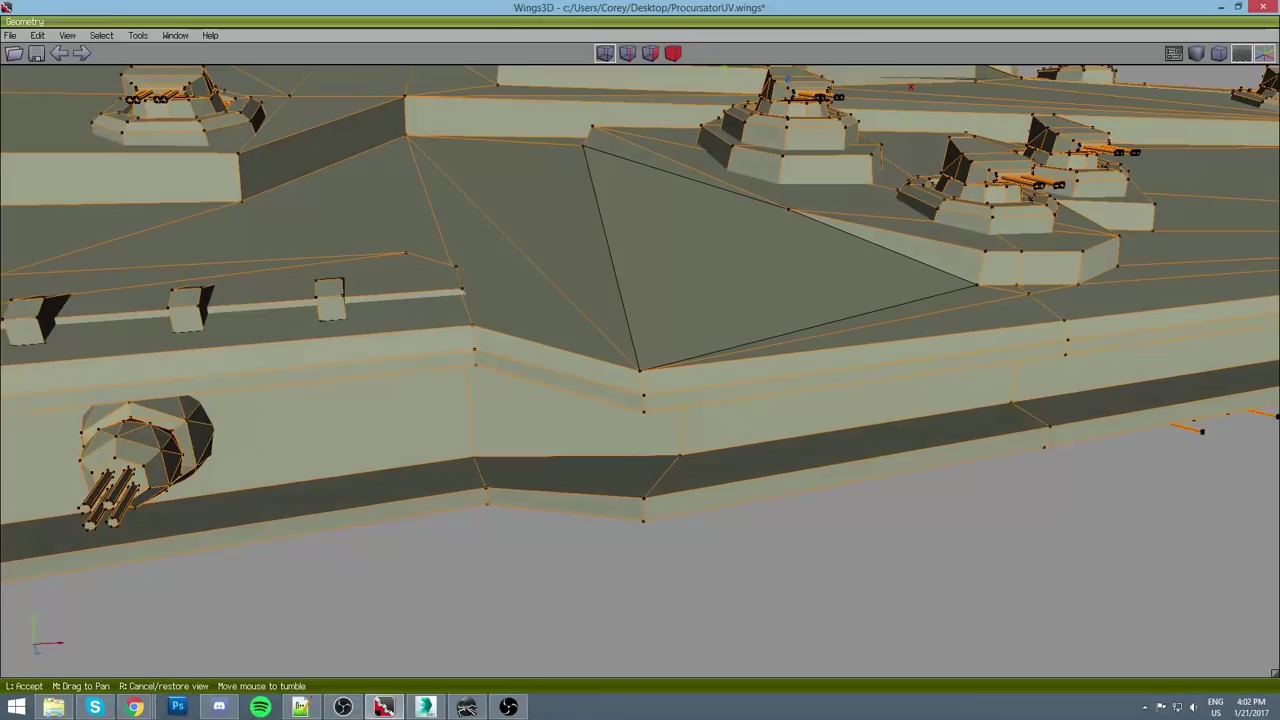 Wings3D - c:/Users/Corey/Desktop/ProcursatorUV.wings*
Geometry
File Edit View Select Tools Window Help
L: Accept M: Drag to Pan R: Cancel/restore view Move mouse to tumble
ENG 4:02 PM
US 1/21/2017